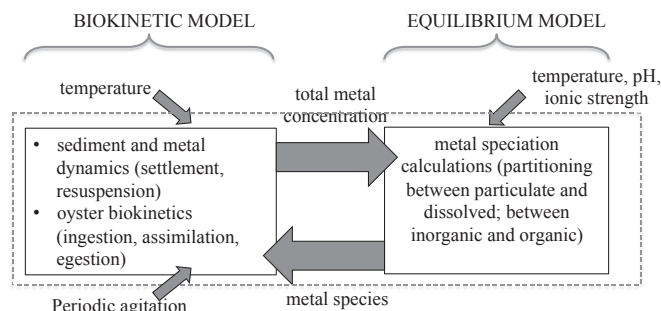 BIOKINETIC MODEL
EQUILIBRIUM MODEL
temperature
total metal
concentration
temperature, pH,
ionic strength
• sediment and metal
dynamics (settlement,
resuspension)
• oyster biokinetics
(ingestion, assimilation,
egestion)
metal speciation
calculations (partitioning
between particulate and
dissolved; between
inorganic and organic)
Periodic agitation
metal species